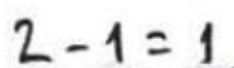 2 - 1 = 1